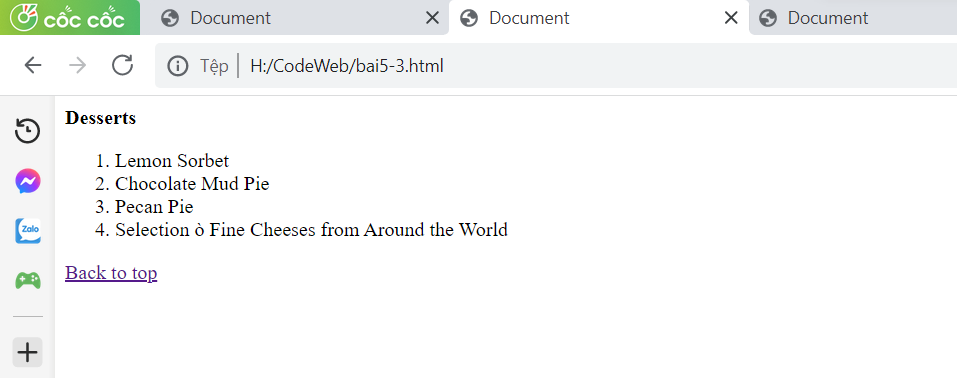 cốc cốc
Document
Document
Document
Tệp
H:/CodeWeb/bai5-3.html
Zalo
Desserts
1. Lemon Sorbet
2. Chocolate Mud Pie
3. Pecan Pie
4. Selection ò Fine Cheeses from Around the World
Back to top